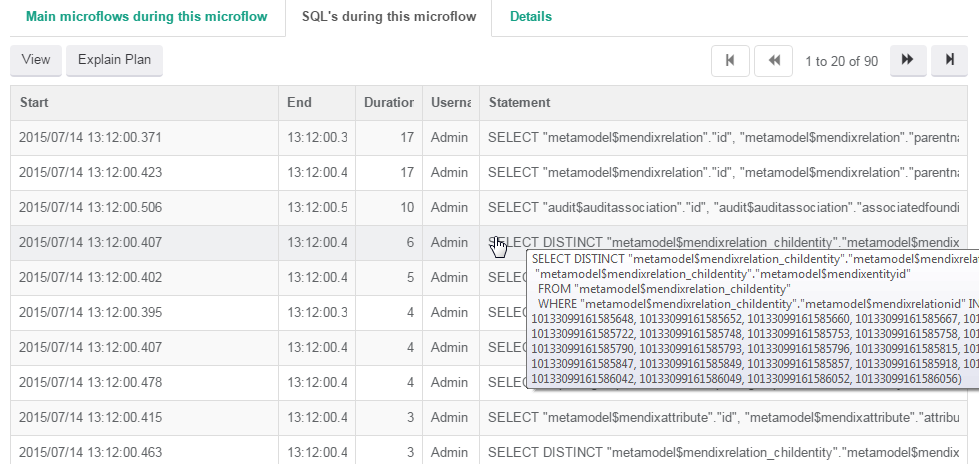 Main microflows during this microflow SQL's during this microflow Details
View Explain Plan 1 to 20 of 90
Start End Duration Userna Statement
2015/07/14 13:12:00.371 13:12:00.3 17 Admin SELECT "metamodel$mendixrelation"."id", "metamodel$mendixrelation"."parentna
2015/07/14 13:12:00.423 13:12:00.4 17 Admin SELECT "metamodel$mendixrelation"."id", "metamodel$mendixrelation"."parentna
2015/07/14 13:12:00.506 13:12:00.5 10 Admin SELECT "audit$auditassociation"."id", "audit$auditassociation"."associatedfoundi
2015/07/14 13:12:00.407 13:12:00.4 6 Admin SELECT DISTINCT "metamodel$mendixrelation_childentity"."metamodel$mendix
SELECT DISTINCT "metamodel$mendixrelation_childentity"."metamodel$mendixrela
"metamodel$mendixrelation_childentity"."metamodel$mendixentityid"
2015/07/14 13:12:00.402 13:12:00.4 5 Admin SELEC
FROM "metamodel$mendixrelation_childentity"
WHERE "metamodel$mendixrelation_childentity"."metamodel$mendixrelationid" IN
2015/07/14 13:12:00.395 13:12:00.3 4 Admin SELEC
10133099161585648, 10133099161585652, 10133099161585660, 10133099161585667, 101
10133099161585722, 10133099161585748, 10133099161585753, 10133099161585758, 101
2015/07/14 13:12:00.407 13:12:00.4 4 Admin SELEC
10133099161585790, 10133099161585793, 10133099161585796, 10133099161585815, 101
10133099161585847, 10133099161585849, 10133099161585857, 10133099161585918, 101
10133099161586042, 10133099161586049, 10133099161586052, 10133099161586056)
2015/07/14 13:12:00.478 13:12:00.4 4 Admin SELEC
2015/07/14 13:12:00.415 13:12:00.4 3 Admin SELECT "metamodel$mendixattribute"."id", "metamodel$mendixattribute"."attribu
2015/07/14 13:12:00.463 13:12:00.4 3 Admin SELECT DISTINCT "metamodel$mendixrelation_childentity"."metamodel$mendix